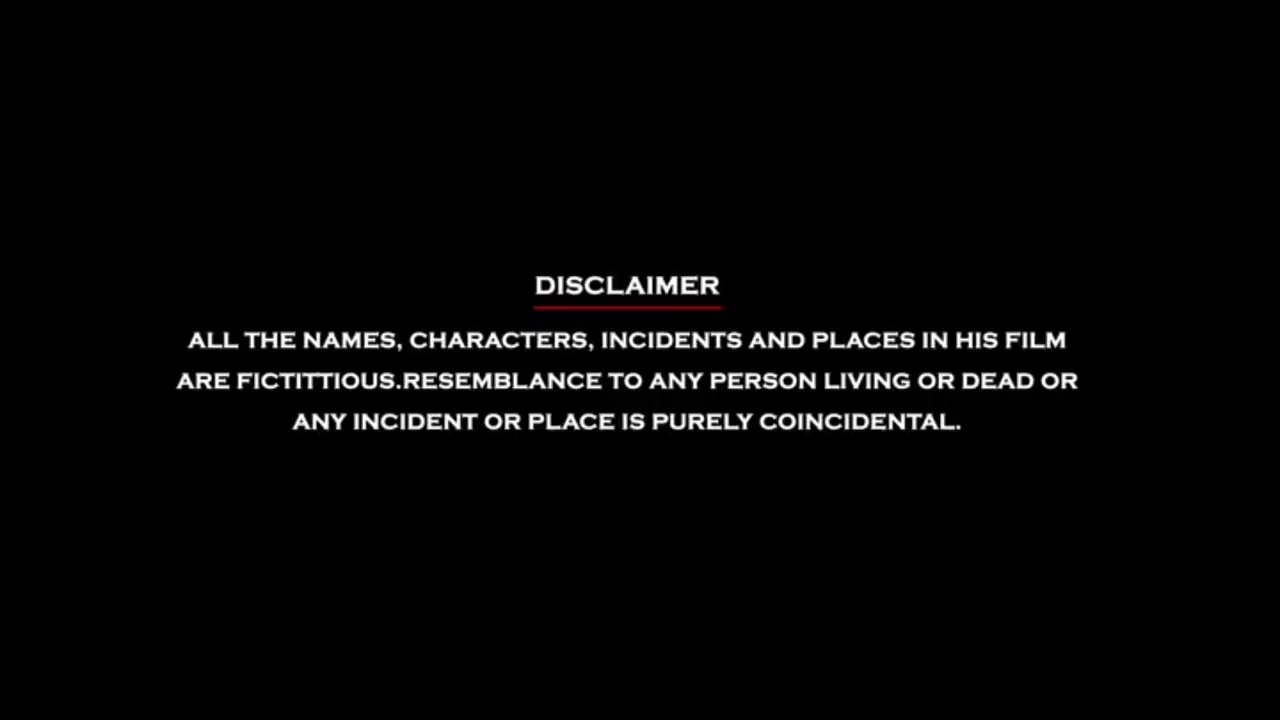 DISCLAIMER
ALL THE NAMES, CHARACTERS, INCIDENTS AND PLACES IN HIS FILM
ARE FICTITTIOUS.RESEMBLANCE TO ANY PERSON LIVING OR DEAD OR
ANY INCIDENT OR PLACE IS PURELY COINCIDENTAL.